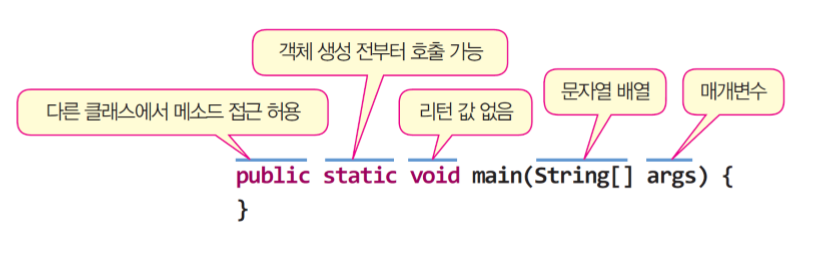 객체 생성 전부터 호출 가능
다른 클래스에서 메소드 접근 허용
리턴 값 없음
문자열 배열
매개변수
public static void main(String[] args) {
}